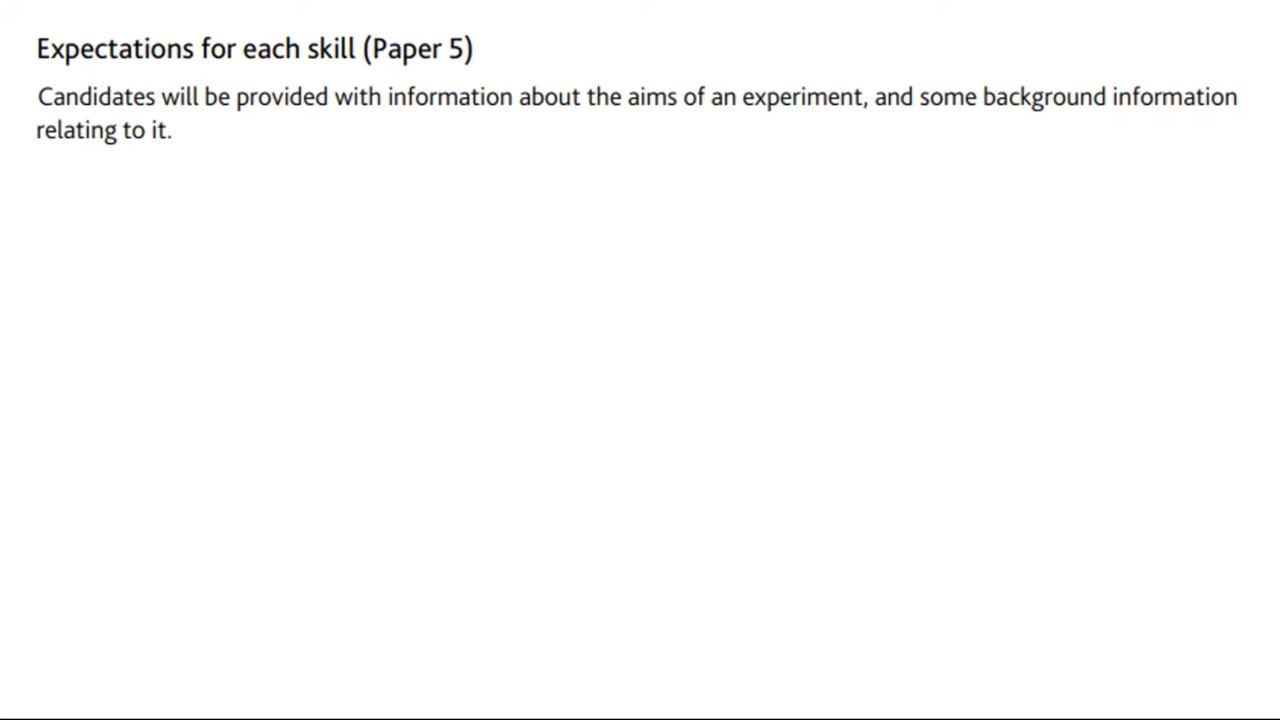 Expectations for each skill (Paper 5)
Candidates will be provided with information about the aims of an experiment, and some background information
relating to it.